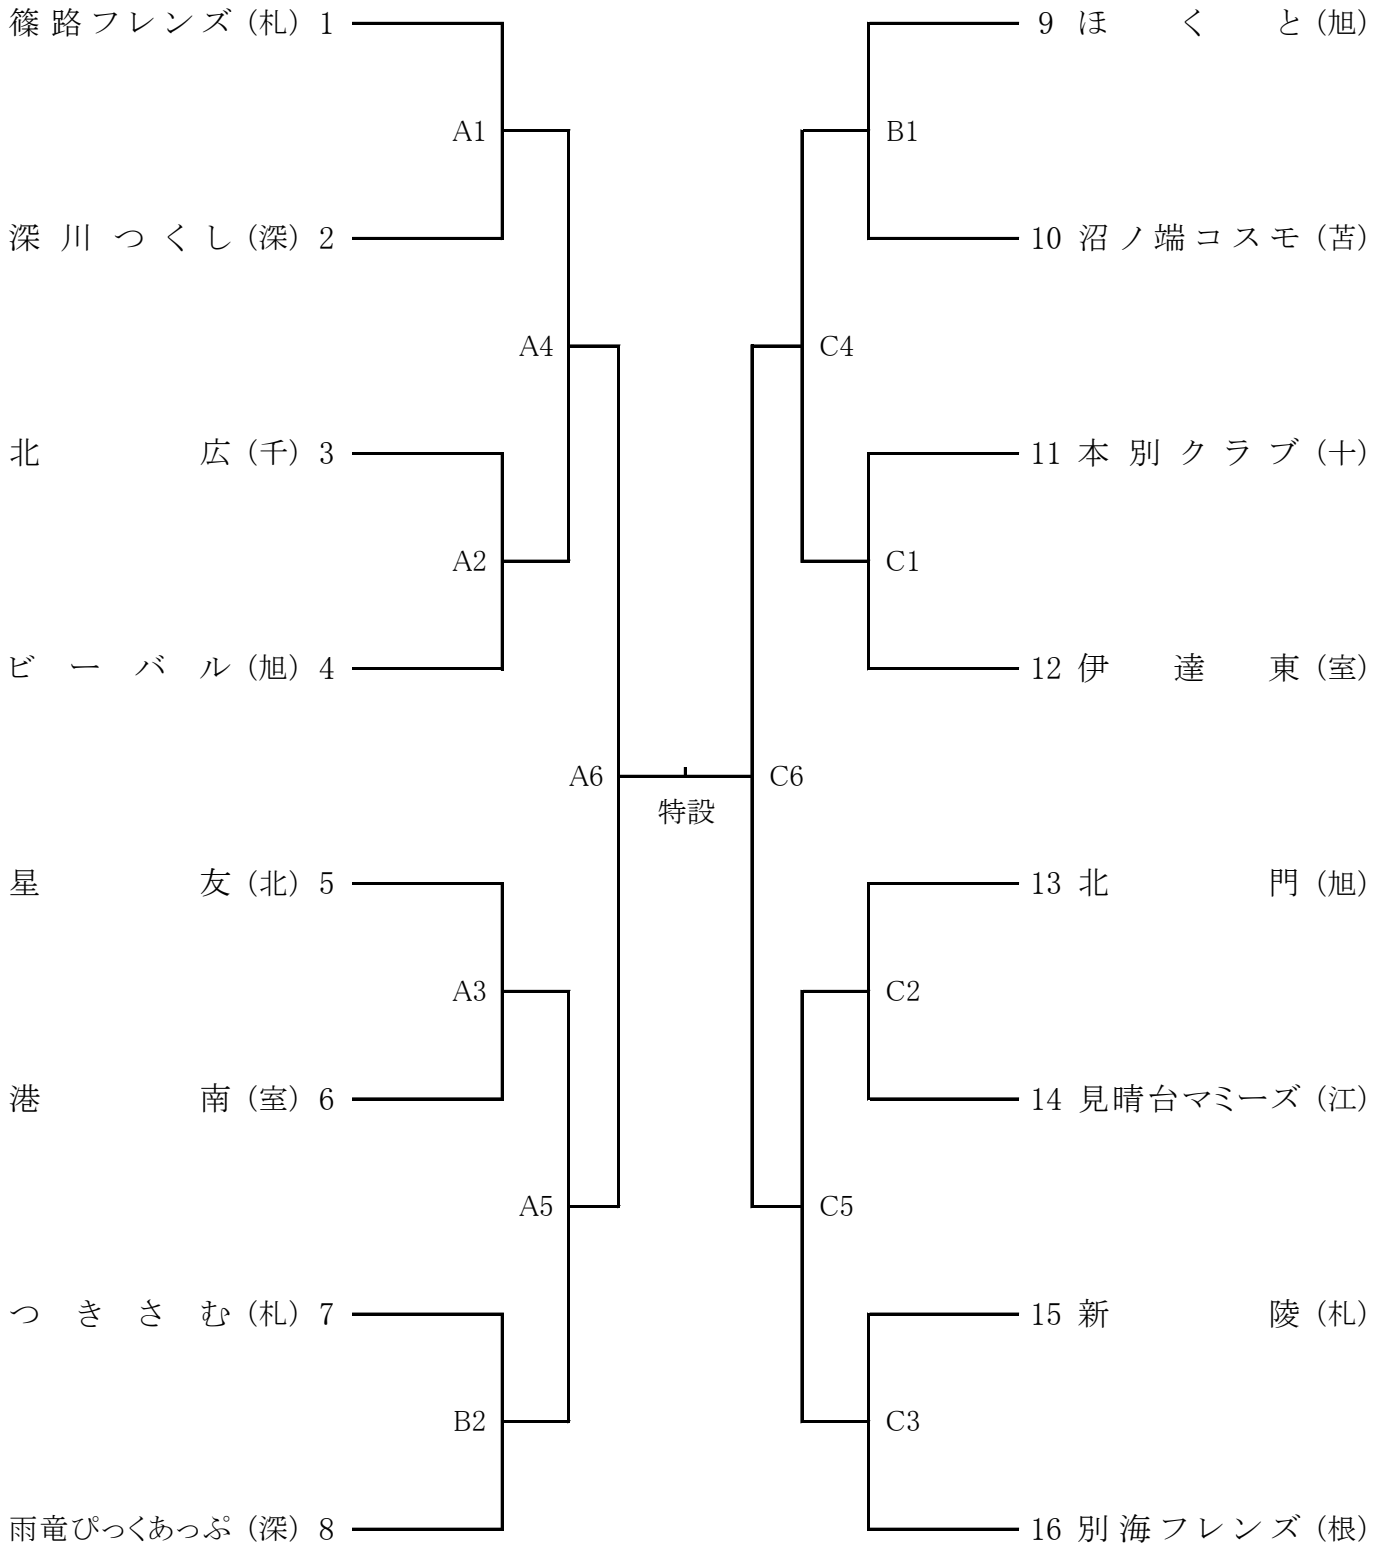 篠路フレンズ (札) 1
A1
深川つくし (深) 2
A4
北広 (千) 3
A2
ビーバル (旭) 4
A6
星友 (北) 5
A3
港南 (室) 6
A5
つきさむ (札) 7
B2
雨竜ぴっくあっぷ (深) 8
特設
9 ほくと (旭)
B1
10 沼ノ端コスモ (苫)
C4
11 本別クラブ (十)
C1
12 伊達東 (室)
C6
13 北門 (旭)
C2
14 見晴台マミーズ (江)
C5
15 新陵 (札)
C3
16 別海フレンズ (根)